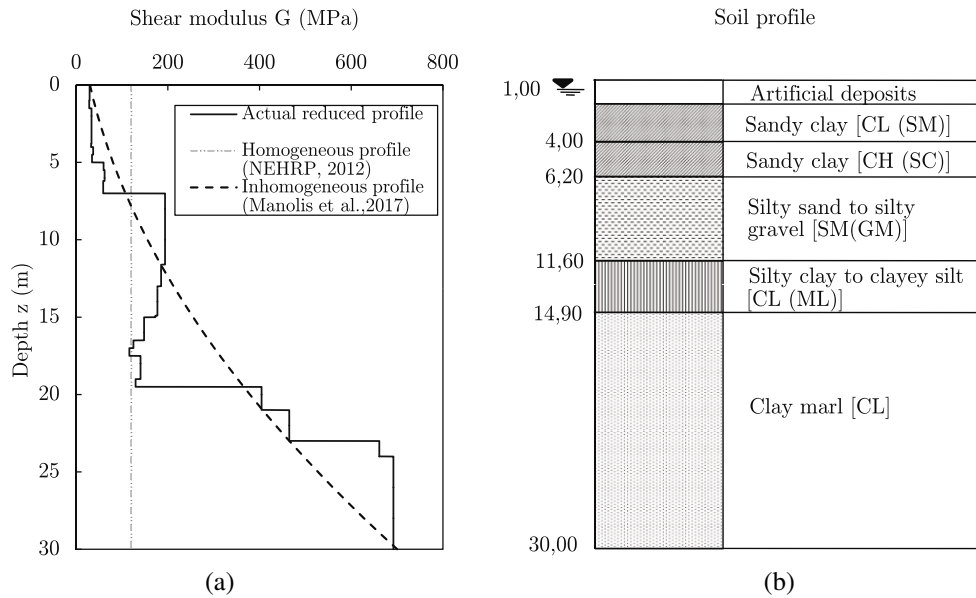 Shear modulus G (MPa)
0 200 400 600 800
0
5
10
15
20
25
30
Depth z (m)
Actual reduced profile
Homogeneous profile
(NEHRP, 2012)
Inhomogeneous profile
(Manolis et al.,2017)
(a)
Soil profile
1,00
4,00
6,20
11,60
14,90
30,00
Artificial deposits
Sandy clay [CL (SM)]
Sandy clay [CH (SC)]
Silty sand to silty
gravel [SM(GM)]
Silty clay to clayey silt
[CL (ML)]
Clay marl [CL]
(b)